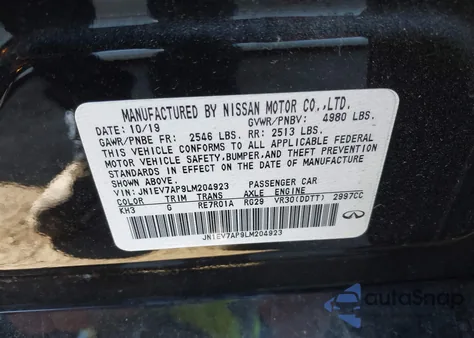 MANUFACTURED BY NISSAN MOTOR CO.,LTD.
DATE: 10/19 GVWR/PNBV: 4980 LBS.
GAWR/PNBE FR: 2546 LBS. RR: 2513 LBS.
THIS VEHICLE CONFORMS TO ALL APPLICABLE FEDERAL
MOTOR VEHICLE SAFETY,BUMPER,AND THEFT PREVENTION
STANDARDS IN EFFECT ON THE DATE OF MANUFACTURE
SHOWN ABOVE.
VIN: JN1EV7AP9LM204923 PASSENGER CAR
COLOR TRIM TRANS AXLE ENGINE
KH3 G RE7R01A RG29 VR30(DDTT) 2997CC
JN1EV7AP9LM204923
INFINITI
AutoSnap